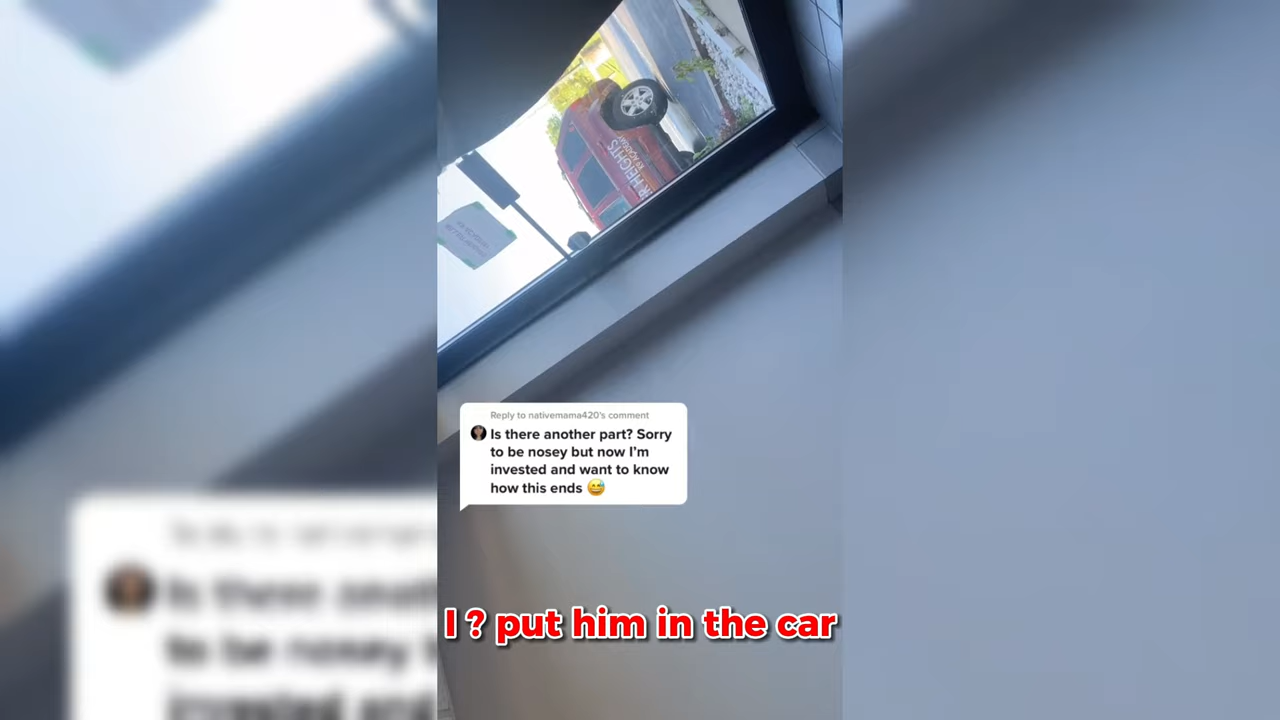 R HEIGHTS
Reply to nativemama420's comment
Is there another part? Sorry
to be nosey but now I'm
invested and want to know
how this ends 😅
I ? put him in the car